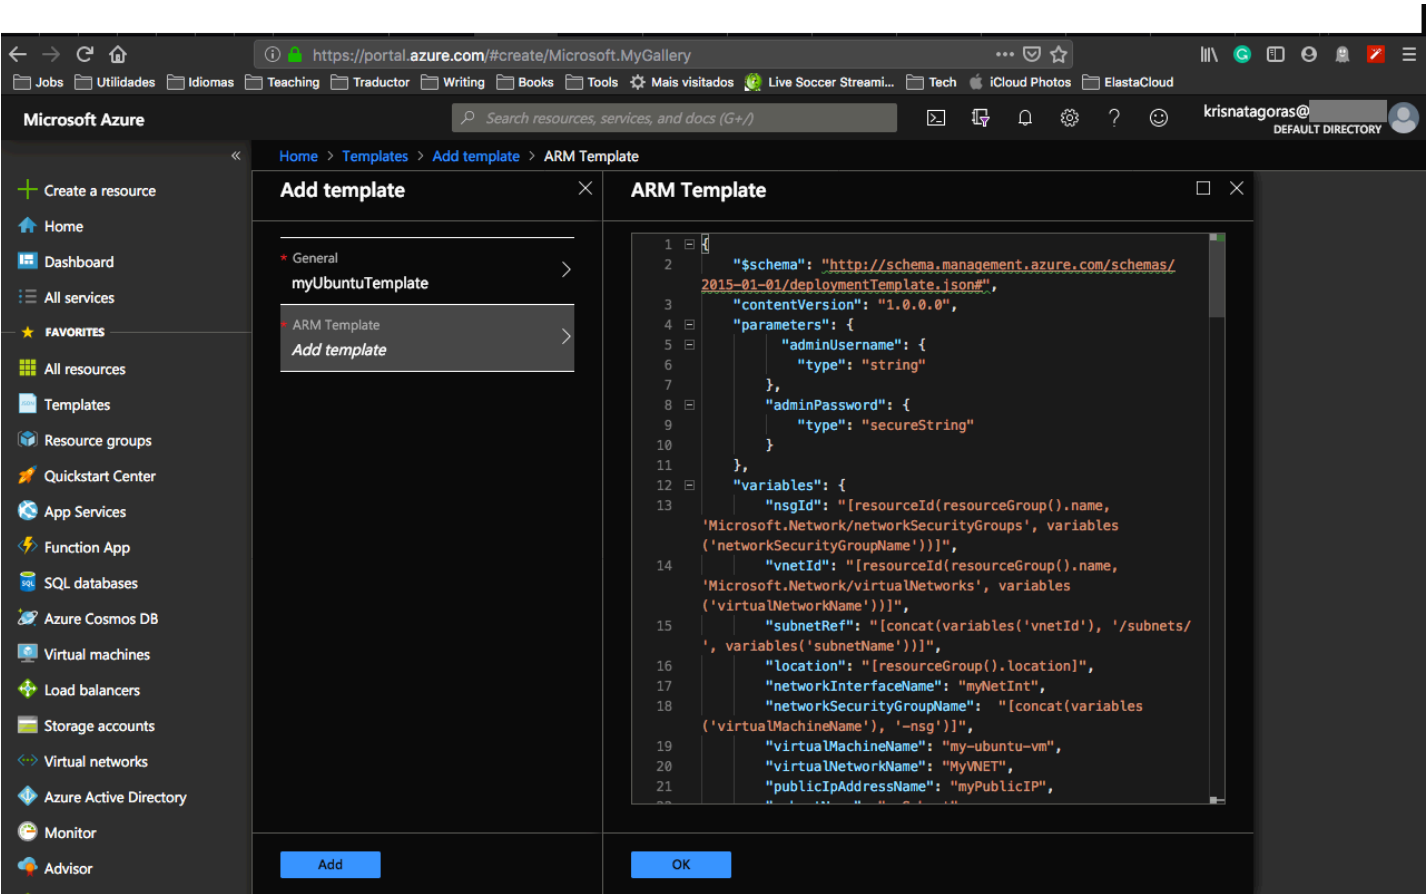 https://portal.azure.com/#create/Microsoft.MyGallery
Jobs Utilidades Idiomas Teaching Traductor Writing Books Tools Mais visitados Live Soccer Streami... Tech iCloud Photos ElastaCloud
Microsoft Azure
Search resources, services, and docs (G+/)
krisnatagoras@
DEFAULT DIRECTORY
«
Home > Templates > Add template > ARM Template
Create a resource
Home
Dashboard
All services
FAVORITES
All resources
Templates
Resource groups
Quickstart Center
App Services
Function App
SQL databases
Azure Cosmos DB
Virtual machines
Load balancers
Storage accounts
Virtual networks
Azure Active Directory
Monitor
Advisor
Add template
* General
myUbuntuTemplate
* ARM Template
Add template
Add
ARM Template
1 {
2 "$schema": "http://schema.management.azure.com/schemas/
2015-01-01/deploymentTemplate.json#",
3 "contentVersion": "1.0.0.0",
4 "parameters": {
5 "adminUsername": {
6 "type": "string"
7 },
8 "adminPassword": {
9 "type": "secureString"
10 }
11 },
12 "variables": {
13 "nsgId": "[resourceId(resourceGroup().name,
'Microsoft.Network/networkSecurityGroups', variables
('networkSecurityGroupName'))]",
14 "vnetId": "[resourceId(resourceGroup().name,
'Microsoft.Network/virtualNetworks', variables
('virtualNetworkName'))]",
15 "subnetRef": "[concat(variables('vnetId'), '/subnets/
', variables('subnetName'))]",
16 "location": "[resourceGroup().location]",
17 "networkInterfaceName": "myNetInt",
18 "networkSecurityGroupName": "[concat(variables
('virtualMachineName'), '-nsg')]",
19 "virtualMachineName": "my-ubuntu-vm",
20 "virtualNetworkName": "MyVNET",
21 "publicIpAddressName": "myPublicIP",
OK